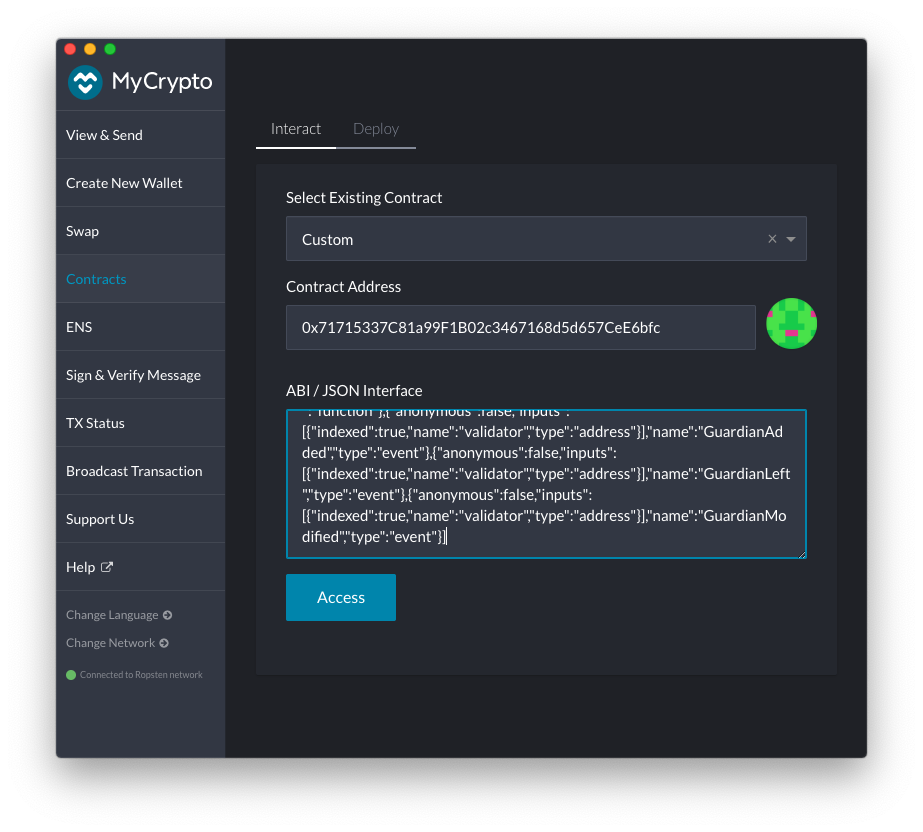 MyCrypto
View & Send
Create New Wallet
Swap
Contracts
ENS
Sign & Verify Message
TX Status
Broadcast Transaction
Support Us
Help
Change Language
Change Network
Connected to Ropsten network
Interact
Deploy
Select Existing Contract
Custom
Contract Address
0x71715337C81a99F1B02c3467168d5d657CeE6bfc
ABI / JSON Interface
":"function"},{"anonymous":false,"inputs":
[{"indexed":true,"name":"validator","type":"address"}],"name":"GuardianAd
ded","type":"event"},{"anonymous":false,"inputs":
[{"indexed":true,"name":"validator","type":"address"}],"name":"GuardianLeft
","type":"event"},{"anonymous":false,"inputs":
[{"indexed":true,"name":"validator","type":"address"}],"name":"GuardianMo
dified","type":"event"}]
Access